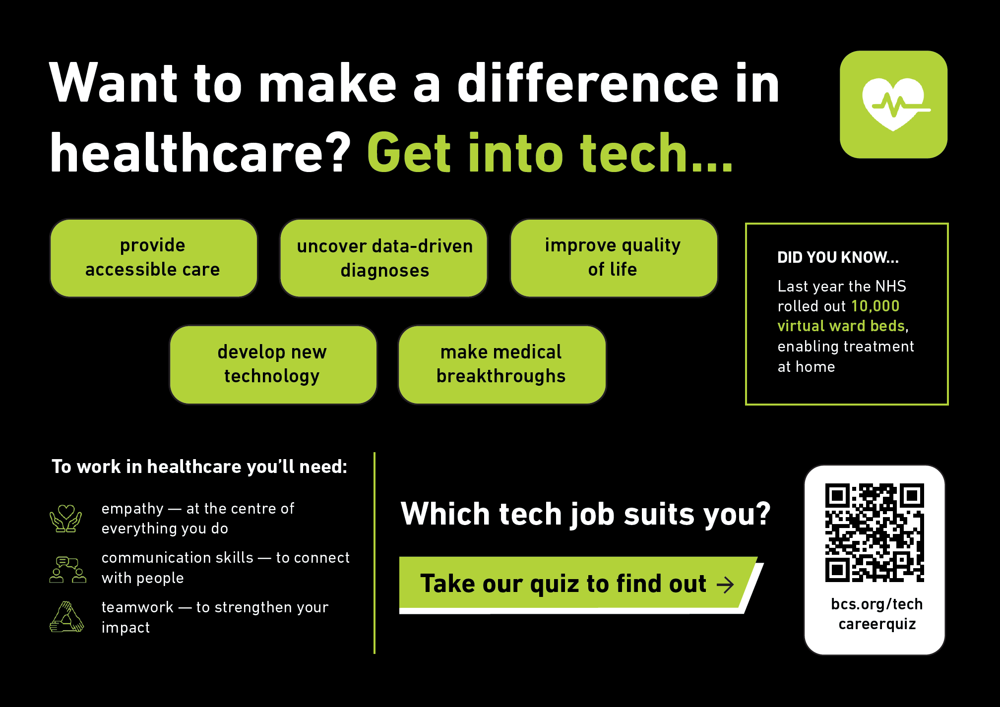 Want to make a difference in
healthcare? Get into tech...
provide
accessible care
uncover data-driven
diagnoses
improve quality
of life
develop new
technology
make medical
breakthroughs
DID YOU KNOW...
Last year the NHS
rolled out 10,000
virtual ward beds,
enabling treatment
at home
To work in healthcare you’ll need:
empathy — at the centre of
everything you do
communication skills — to connect
with people
teamwork — to strengthen your
impact
Which tech job suits you?
Take our quiz to find out →
bcs.org/tech
careerquiz